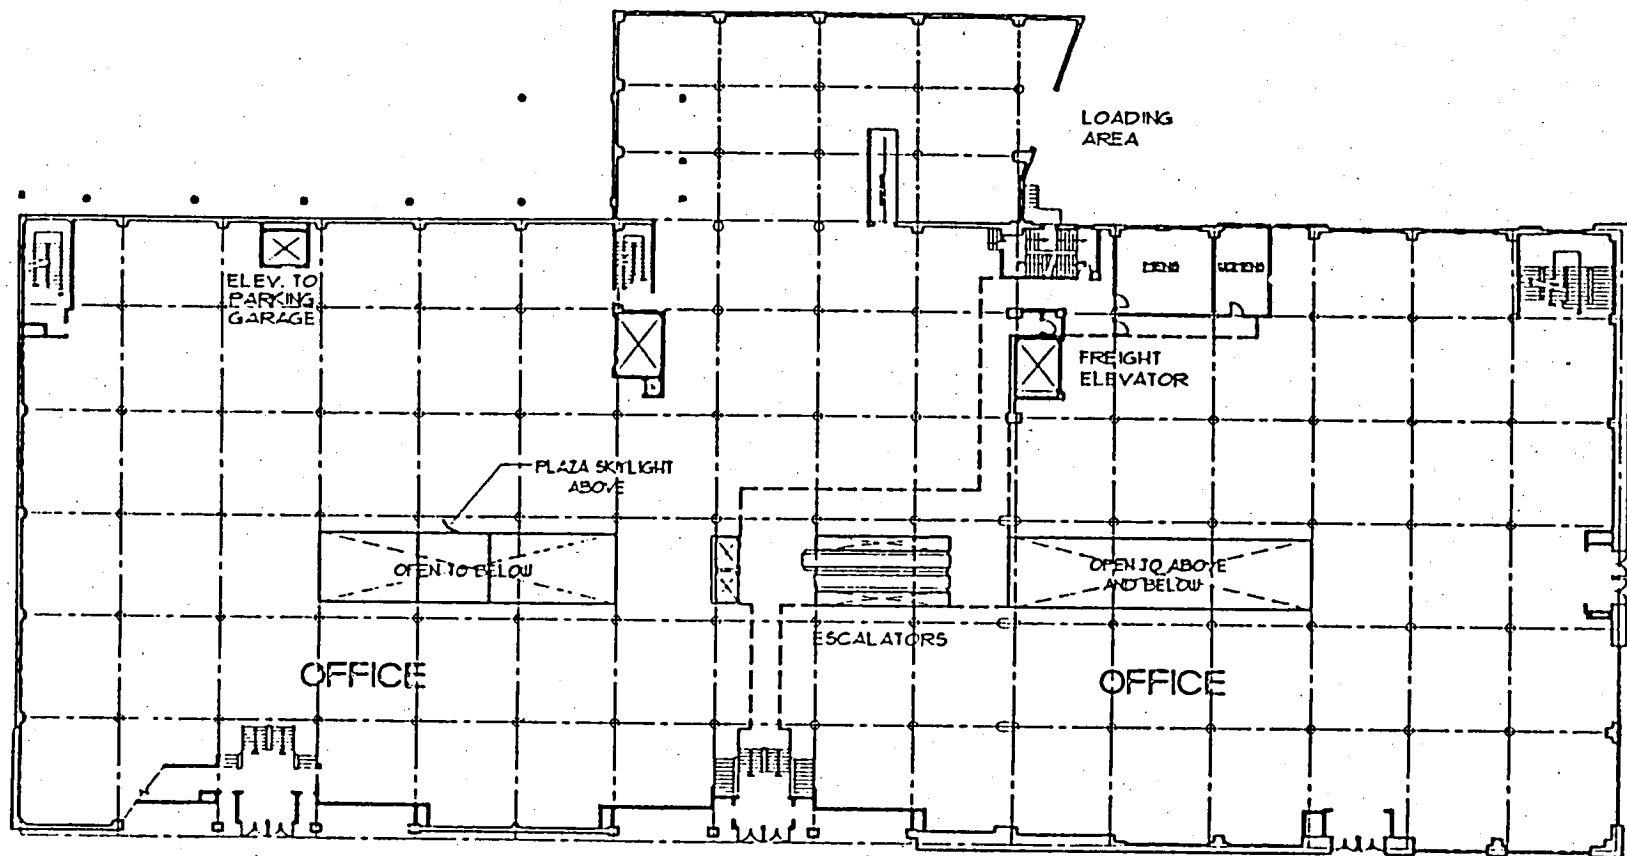 LOADING
AREA
ELEV. TO
PARKING
GARAGE
MENS
WOMENS
FREIGHT
ELEVATOR
PLAZA SKYLIGHT
ABOVE
OPEN TO BELOW
OPEN TO ABOVE
AND BELOW
ESCALATORS
OFFICE
OFFICE